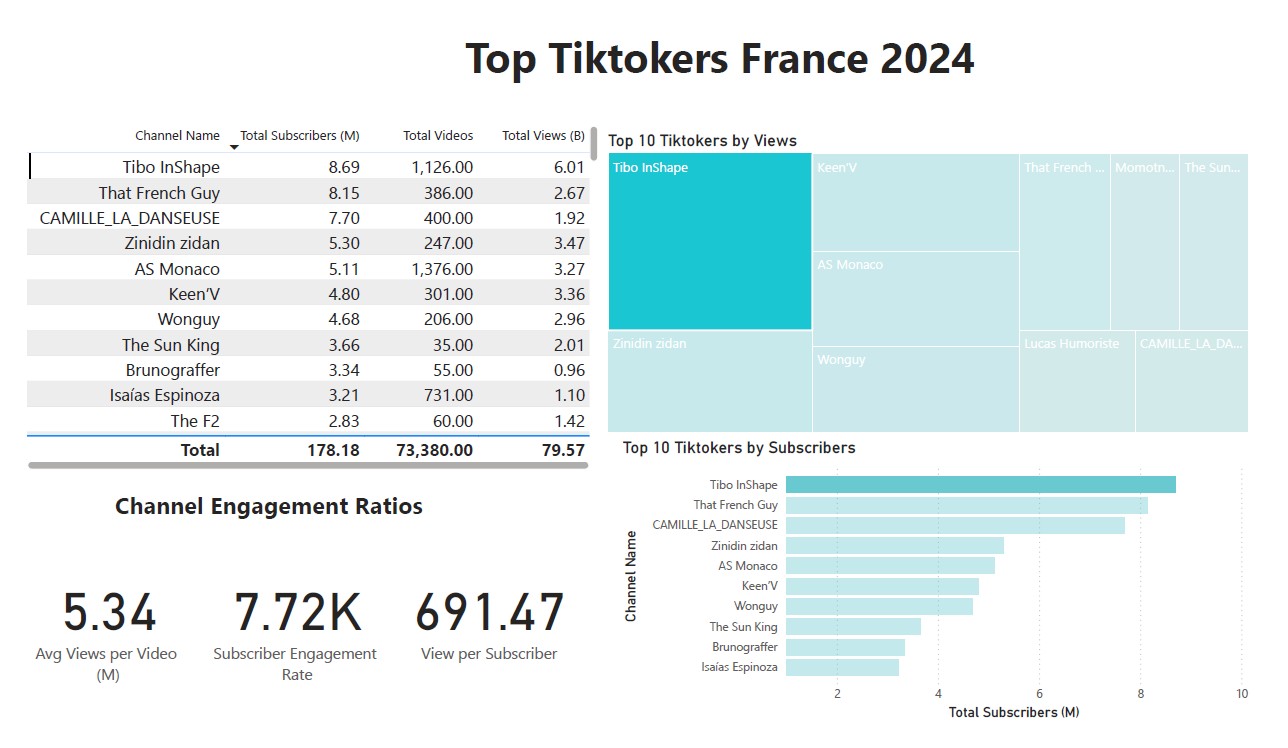 Top Tiktokers France 2024
Channel Name Total Subscribers (M) Total Videos Total Views (B)
Tibo InShape 8.69 1,126.00 6.01
That French Guy 8.15 386.00 2.67
CAMILLE_LA_DANSEUSE 7.70 400.00 1.92
Zinidin zidan 5.30 247.00 3.47
AS Monaco 5.11 1,376.00 3.27
Keen’V 4.80 301.00 3.36
Wonguy 4.68 206.00 2.96
The Sun King 3.66 35.00 2.01
Brunograffer 3.34 55.00 0.96
Isaías Espinoza 3.21 731.00 1.10
The F2 2.83 60.00 1.42
Total 178.18 73,380.00 79.57
Top 10 Tiktokers by Views
Tibo InShape
Keen’V
That French ...
Momotn...
The Sun...
AS Monaco
Zinidin zidan
Wonguy
Lucas Humoriste
CAMILLE_LA_DA...
Channel Engagement Ratios
5.34
Avg Views per Video
(M)
7.72K
Subscriber Engagement
Rate
691.47
View per Subscriber
Top 10 Tiktokers by Subscribers
Channel Name
Tibo InShape
That French Guy
CAMILLE_LA_DANSEUSE
Zinidin zidan
AS Monaco
Keen’V
Wonguy
The Sun King
Brunograffer
Isaías Espinoza
2 4 6 8 10
Total Subscribers (M)